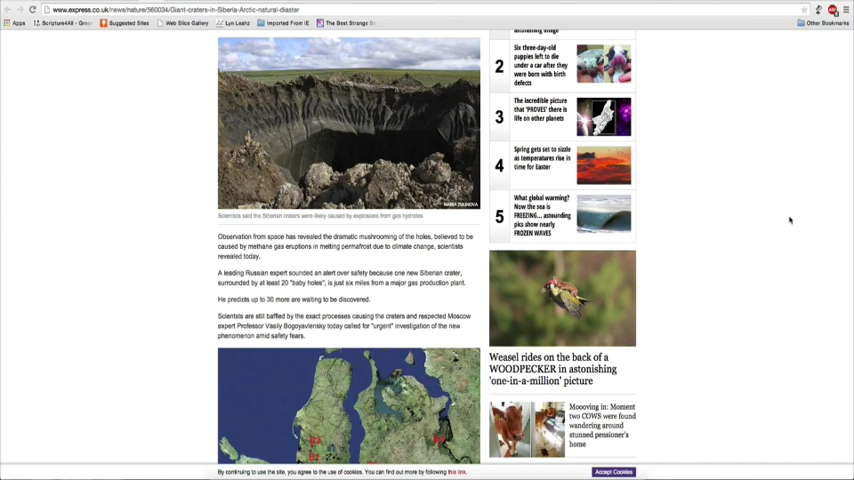 www.express.co.uk/news/nature/560034/Giant-craters-in-Siberia-Arctic-natural-diaster
Apps
Scripture4All - Greek
Suggested Sites
Web Slice Gallery
Lyn Leahz
Imported From IE
The Best Strange S
Other Bookmarks
MARIA ZULINOVA
Scientists said the Siberian craters were likely caused by explosions from gas hydrates
Observation from space has revealed the dramatic mushrooming of the holes, believed to be
caused by methane gas eruptions in melting permafrost due to climate change, scientists
revealed today.
A leading Russian expert sounded an alert over safety because one new Siberian crater,
surrounded by at least 20 "baby holes", is just six miles from a major gas production plant.
He predicts up to 30 more are waiting to be discovered.
Scientists are still baffled by the exact processes causing the craters and respected Moscow
expert Professor Vasily Bogoyavlensky today called for "urgent" investigation of the new
phenomenon amid safety fears.
astonishing image
2
Six three-day-old
puppies left to die
under a car after they
were born with birth
defects
3
The incredible picture
that 'PROVES' there is
life on other planets
4
Spring gets set to sizzle
as temperatures rise in
time for Easter
5
What global warming?
Now the sea is
FREEZING... astounding
pics show nearly
FROZEN WAVES
Weasel rides on the back of a
WOODPECKER in astonishing
'one-in-a-million' picture
Moooving in: Moment
two COWS were found
wandering around
stunned pensioner's
home
By continuing to use the site, you agree to the use of cookies. You can find out more by following this link.
Accept Cookies